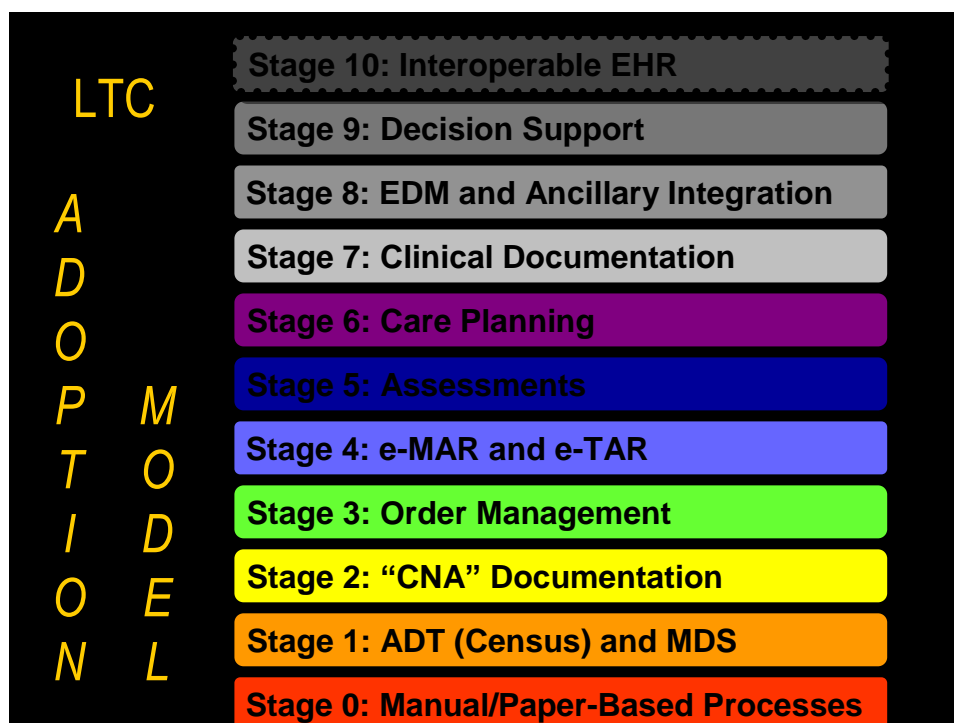 LTC
ADOPTION
MODEL
Stage 10: Interoperable EHR
Stage 9: Decision Support
Stage 8: EDM and Ancillary Integration
Stage 7: Clinical Documentation
Stage 6: Care Planning
Stage 5: Assessments
Stage 4: e-MAR and e-TAR
Stage 3: Order Management
Stage 2: “CNA” Documentation
Stage 1: ADT (Census) and MDS
Stage 0: Manual/Paper-Based Processes